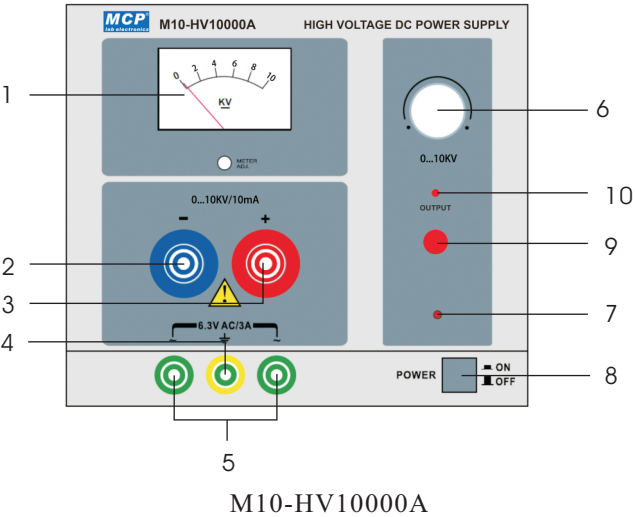 MCP
lab electronics
M10-HV10000A
HIGH VOLTAGE DC POWER SUPPLY
0 2 4 6 8 10
KV
METER
ADJ.
1
6
0...10KV
10
OUTPUT
0...10KV/10mA
- +
9
2
3
7
6.3V AC/3A
~ ~
4
POWER
ON
OFF
8
5
M10-HV10000A